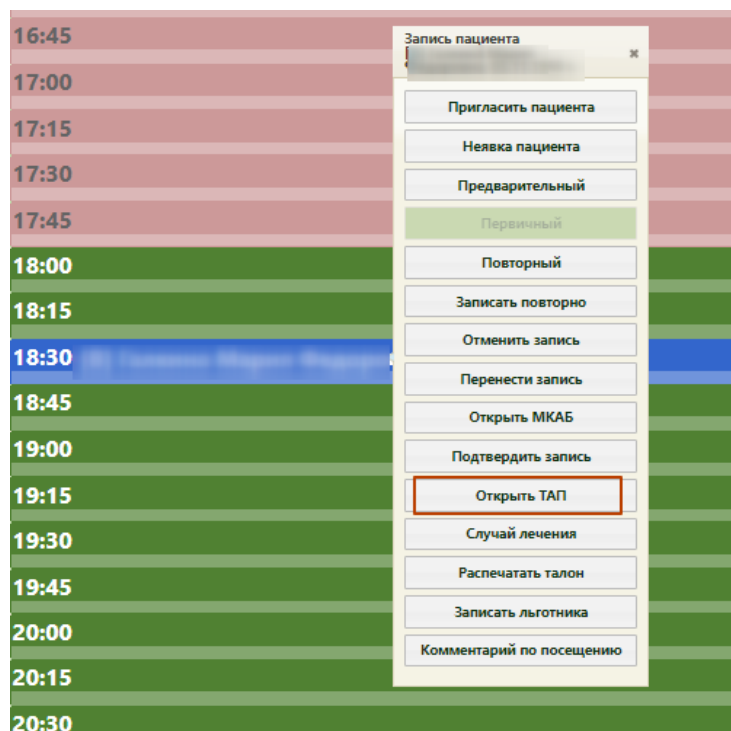 16:45
17:00
17:15
17:30
17:45
18:00
18:15
18:30
18:45
19:00
19:15
19:30
19:45
20:00
20:15
20:30
Запись пациента
Пригласить пациента
Неявка пациента
Предварительный
Первичный
Повторный
Записать повторно
Отменить запись
Перенести запись
Открыть МКАБ
Подтвердить запись
Открыть ТАП
Случай лечения
Распечатать талон
Записать льготника
Комментарий по посещению